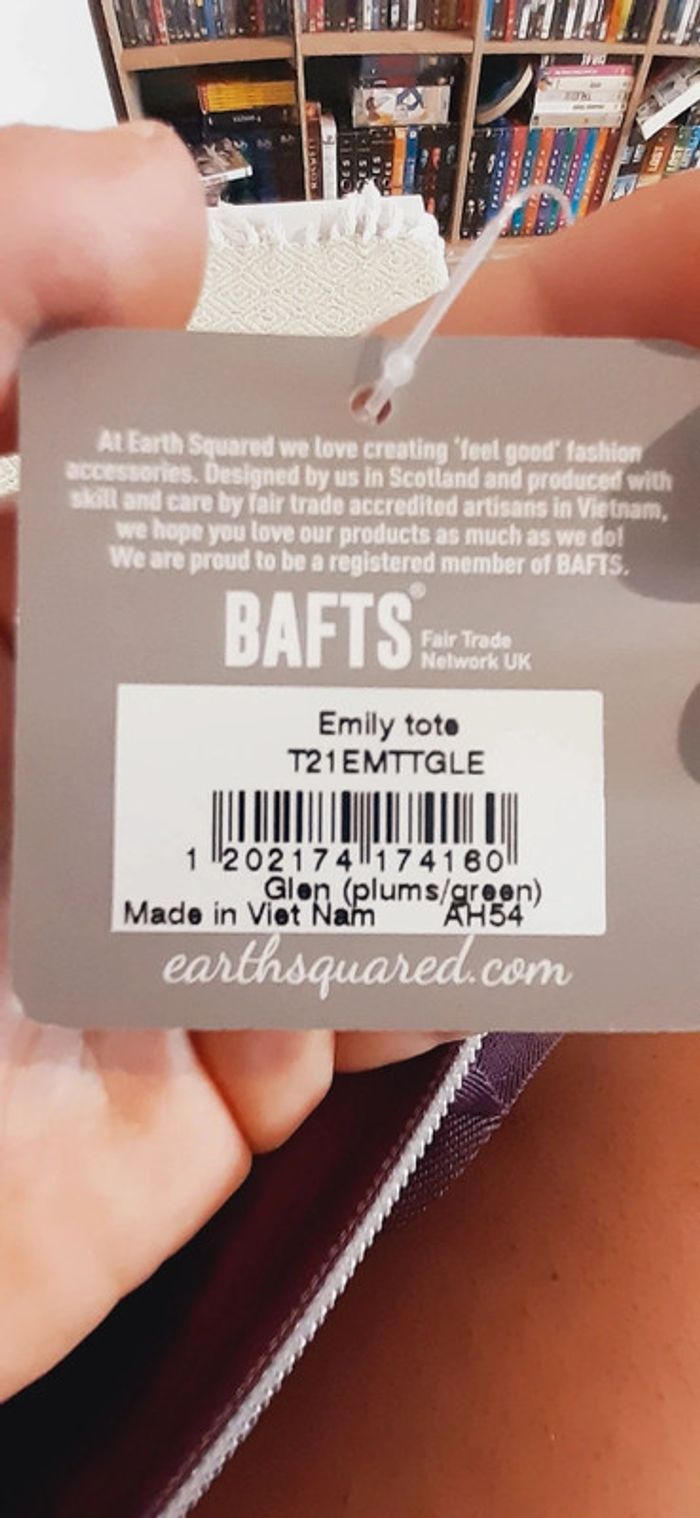 At Earth Squared we love creating 'feel good' fashion
accessories. Designed by us in Scotland and produced with
skill and care by fair trade accredited artisans in Vietnam,
we hope you love our products as much as we do!
We are proud to be a registered member of BAFTS.
BAFTS®
Fair Trade
Network UK
Emily tote
T21EMTTGLE
1 202174 174160
Glen (plums/green)
Made in Viet Nam AH54
earthsquared.com